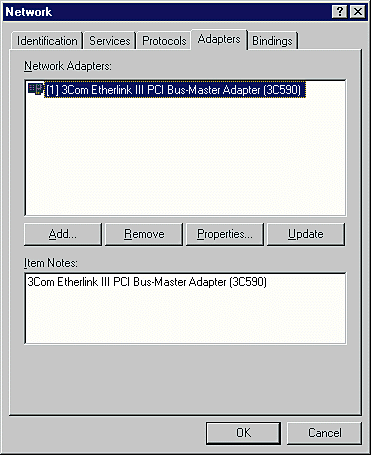 Network
Identification Services Protocols Adapters Bindings
Network Adapters:
[1] 3Com Etherlink III PCI Bus-Master Adapter (3C590)
Add... Remove Properties... Update
Item Notes:
3Com Etherlink III PCI Bus-Master Adapter (3C590)
OK Cancel